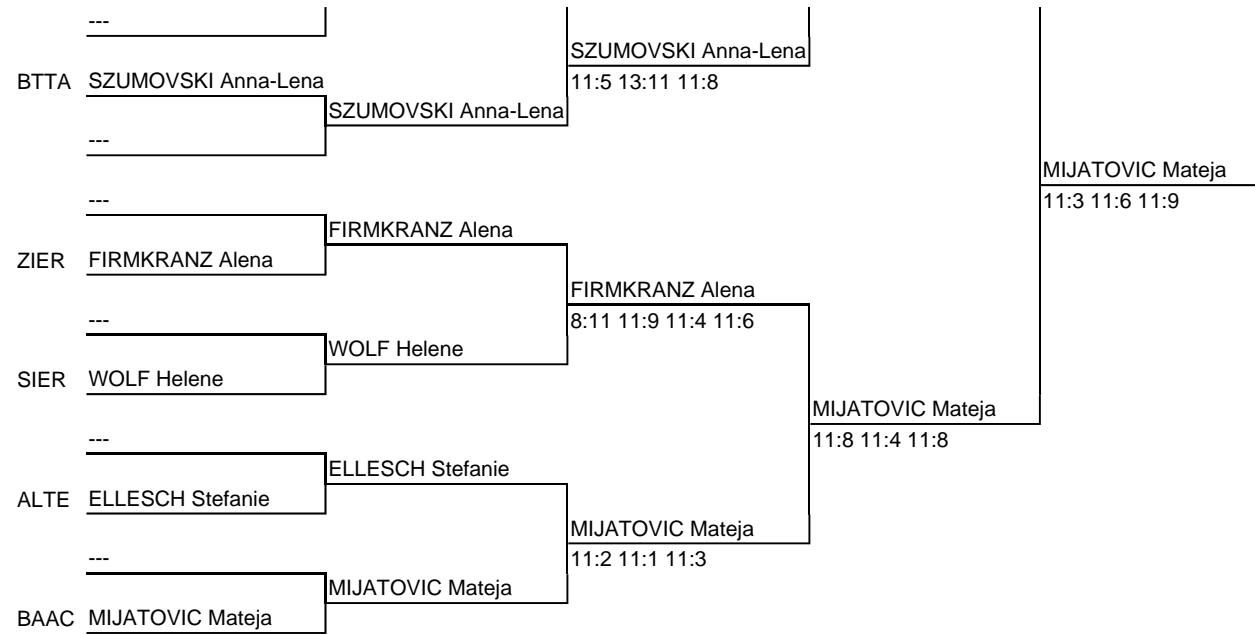 ---
SZUMOVSKI Anna-Lena
BTTA SZUMOVSKI Anna-Lena
11:5 13:11 11:8
SZUMOVSKI Anna-Lena
---
MIJATOVIC Mateja
---
11:3 11:6 11:9
FIRMKRANZ Alena
ZIER FIRMKRANZ Alena
FIRMKRANZ Alena
---
8:11 11:9 11:4 11:6
WOLF Helene
SIER WOLF Helene
MIJATOVIC Mateja
---
11:8 11:4 11:8
ELLESCH Stefanie
ALTE ELLESCH Stefanie
MIJATOVIC Mateja
---
11:2 11:1 11:3
MIJATOVIC Mateja
BAAC MIJATOVIC Mateja